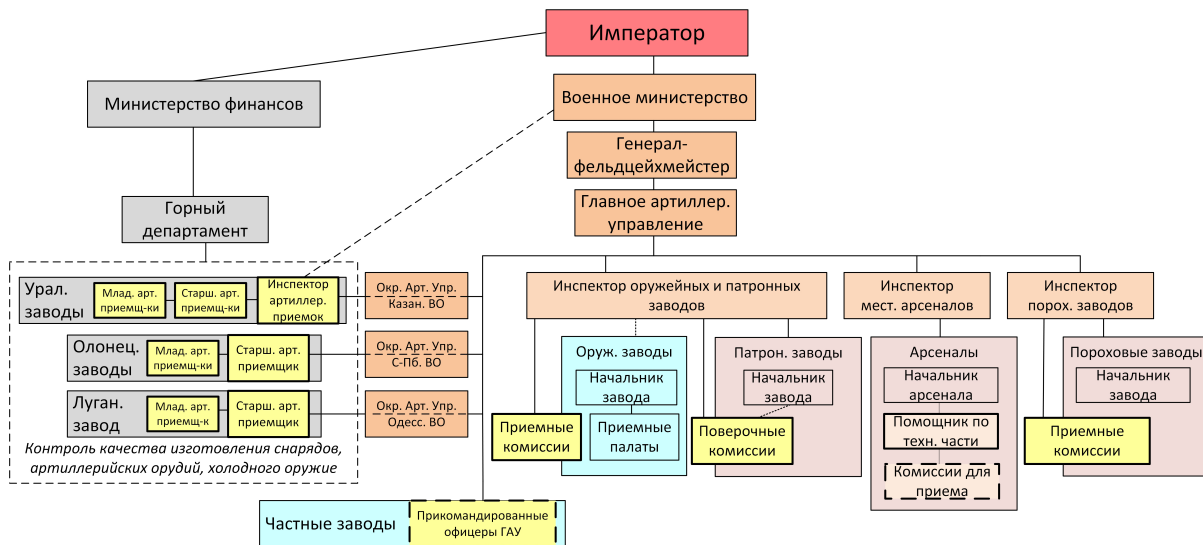 Император
Министерство финансов
Военное министерство
Генерал-
фельдцейхмейстер
Главное артиллер.
управление
Горный
департамент
Урал.
заводы
Млад. арт.
приемщ-ки
Старш. арт.
приемщ-ки
Инспектор
артиллер.
приемок
Окр. Арт. Упр.
Казан. ВО
Олонец.
заводы
Млад. арт.
приемщ-ки
Старш. арт.
приемщик
Окр. Арт. Упр.
С-Пб. ВО
Луган.
завод
Млад. арт.
приемщ-к
Старш. арт.
приемщик
Окр. Арт. Упр.
Одесс. ВО
Контроль качества изготовления снарядов,
артиллерийских орудий, холодного оружие
Инспектор оружейных и патронных
заводов
Инспектор
мест. арсеналов
Инспектор
порох. заводов
Оруж. заводы
Начальник
завода
Приемные
палаты
Приемные
комиссии
Патрон. заводы
Начальник
завода
Поверочные
комиссии
Арсеналы
Начальник
арсенала
Помощник по
техн. части
Комиссии для
приема
Пороховые заводы
Начальник
завода
Приемные
комиссии
Частные заводы
Прикомандированные
офицеры ГАУ